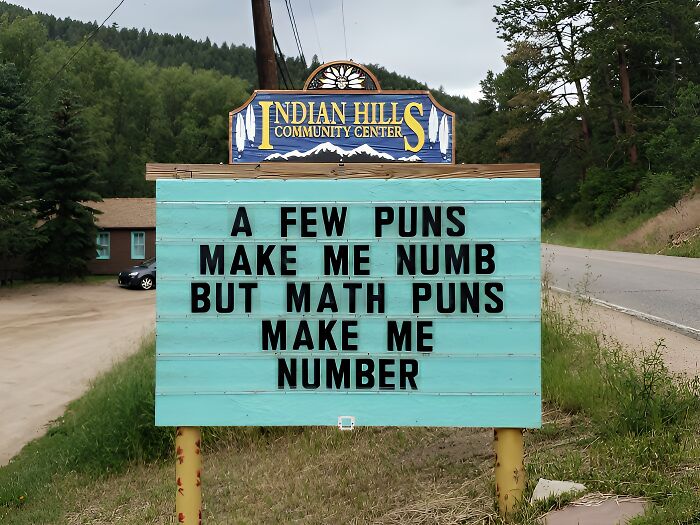 INDIAN HILLS
COMMUNITY CENTER
A FEW PUNS
MAKE ME NUMB
BUT MATH PUNS
MAKE ME
NUMBER